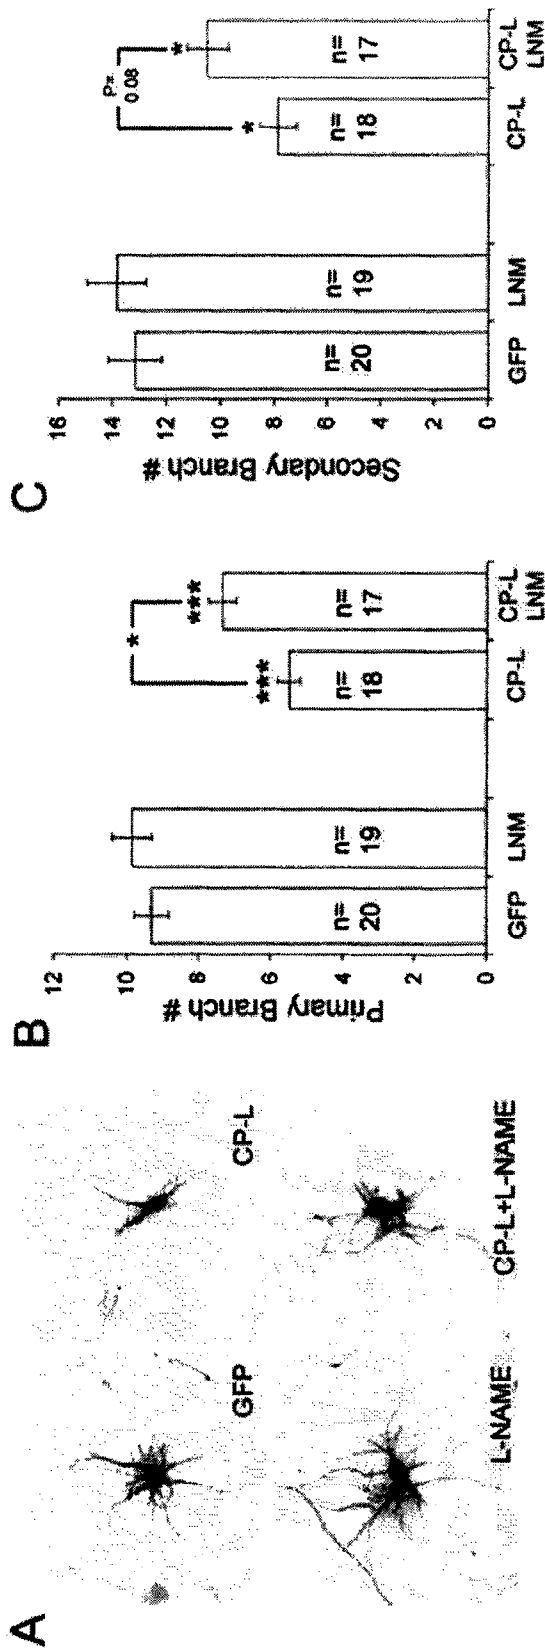 A
GFP
CP-L
L-NAME
CP-L+L-NAME
B
Primary Branch #
12
10
8
6
4
2
0
*
***
***
n=
20
n=
19
n=
18
n=
17
GFP
LNM
CP-L
CP-L
LNM
C
Secondary Branch #
16
14
12
10
8
6
4
2
0
P=
0.08
*
*
n=
20
n=
19
n=
18
n=
17
GFP
LNM
CP-L
CP-L
LNM